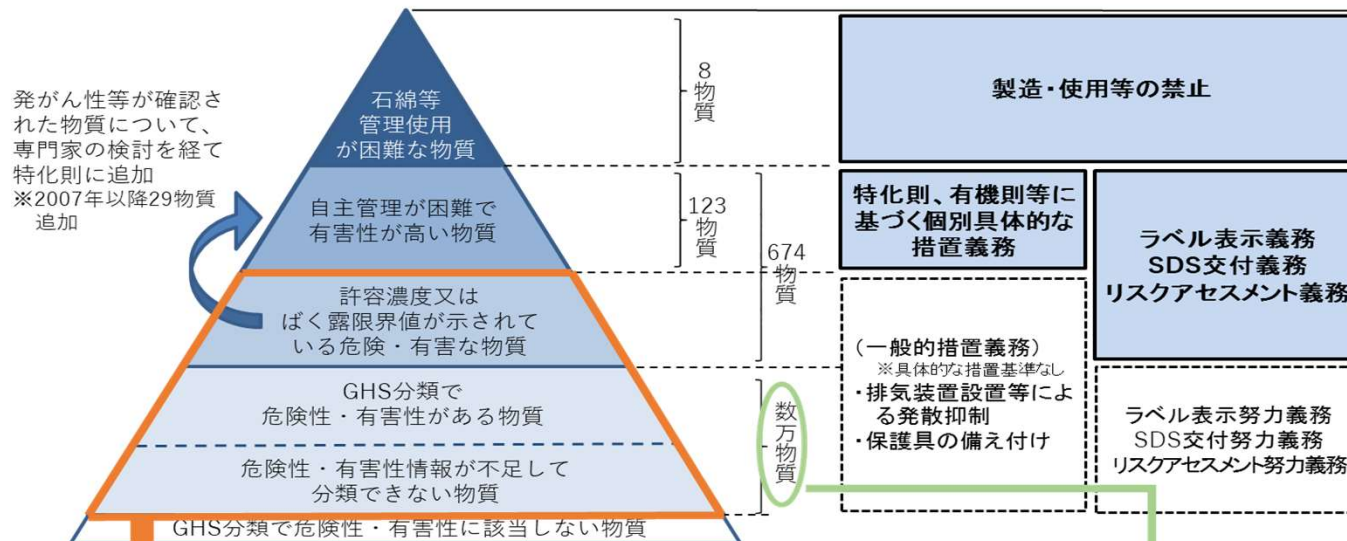 発がん性等が確認さ
れた物質について、
専門家の検討を経て
特化則に追加
※2007年以降29物質
追加
石綿等
管理使用
が困難な物質
自主管理が困難で
有害性が高い物質
許容濃度又は
ばく露限界値が示されて
いる危険・有害な物質
GHS分類で
危険性・有害性がある物質
危険性・有害性情報が不足して
分類できない物質
GHS分類で危険性・有害性に該当しない物質
8物質
123物質
674物質
数万物質
製造・使用等の禁止
特化則、有機則等に
基づく個別具体的な
措置義務
ラベル表示義務
SDS交付義務
リスクアセスメント義務
(一般的措置義務)
※具体的な措置基準なし
・排気装置設置等によ
る発散抑制
・保護具の備え付け
ラベル表示努力義務
SDS交付努力義務
リスクアセスメント努力義務